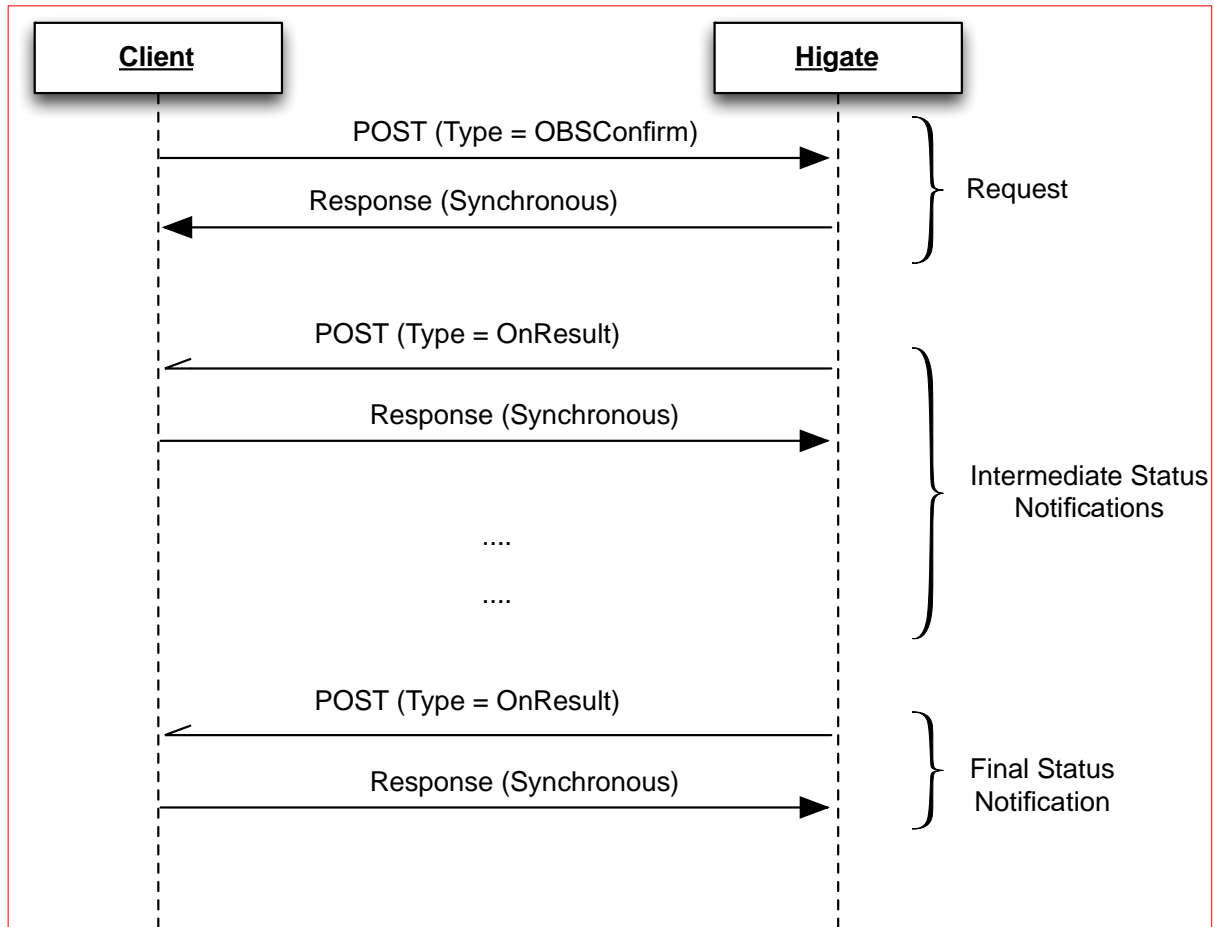 Client
Higate
POST (Type = OBSConfirm)
Response (Synchronous)
Request
POST (Type = OnResult)
Response (Synchronous)
Intermediate Status
Notifications
....
....
POST (Type = OnResult)
Response (Synchronous)
Final Status
Notification